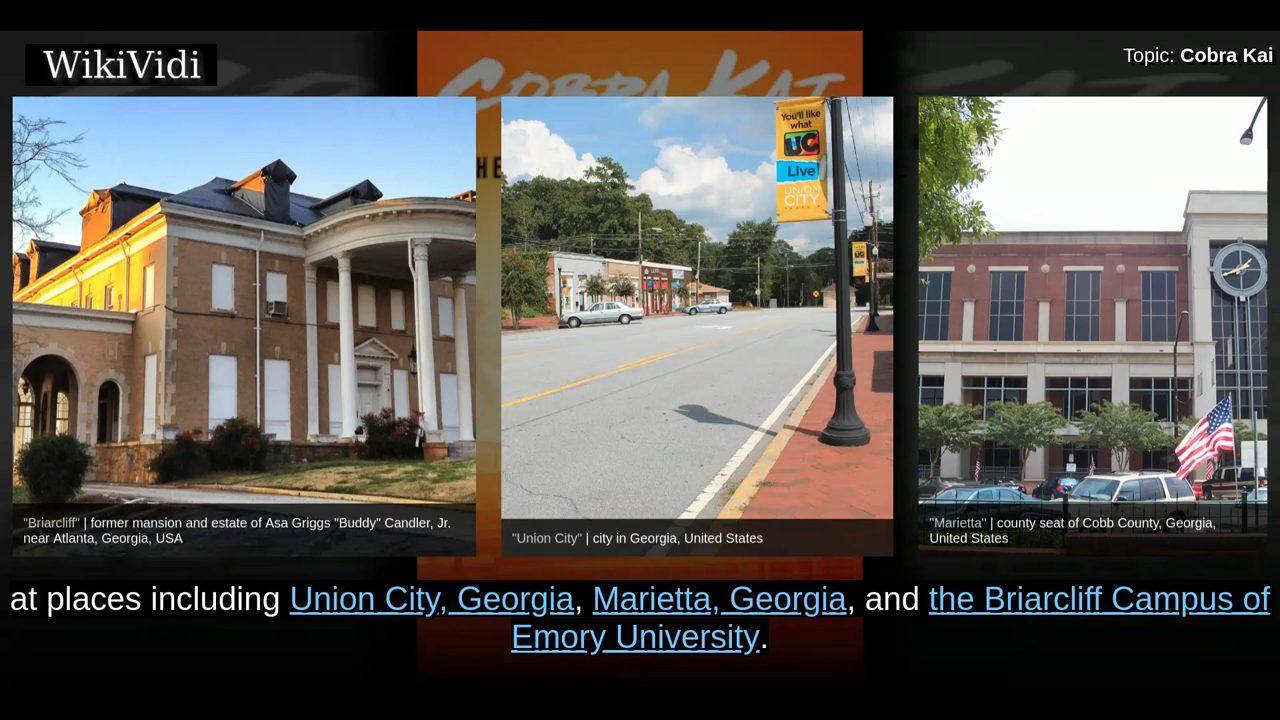 WikiVidi
Topic: Cobra Kai
COBRA KAI
HE
You'll like
what
UC
Live
UNION
CITY
"Briarcliff" | former mansion and estate of Asa Griggs "Buddy" Candler, Jr.
near Atlanta, Georgia, USA
"Union City" | city in Georgia, United States
"Marietta" | county seat of Cobb County, Georgia,
United States
at places including Union City, Georgia, Marietta, Georgia, and the Briarcliff Campus of
Emory University.